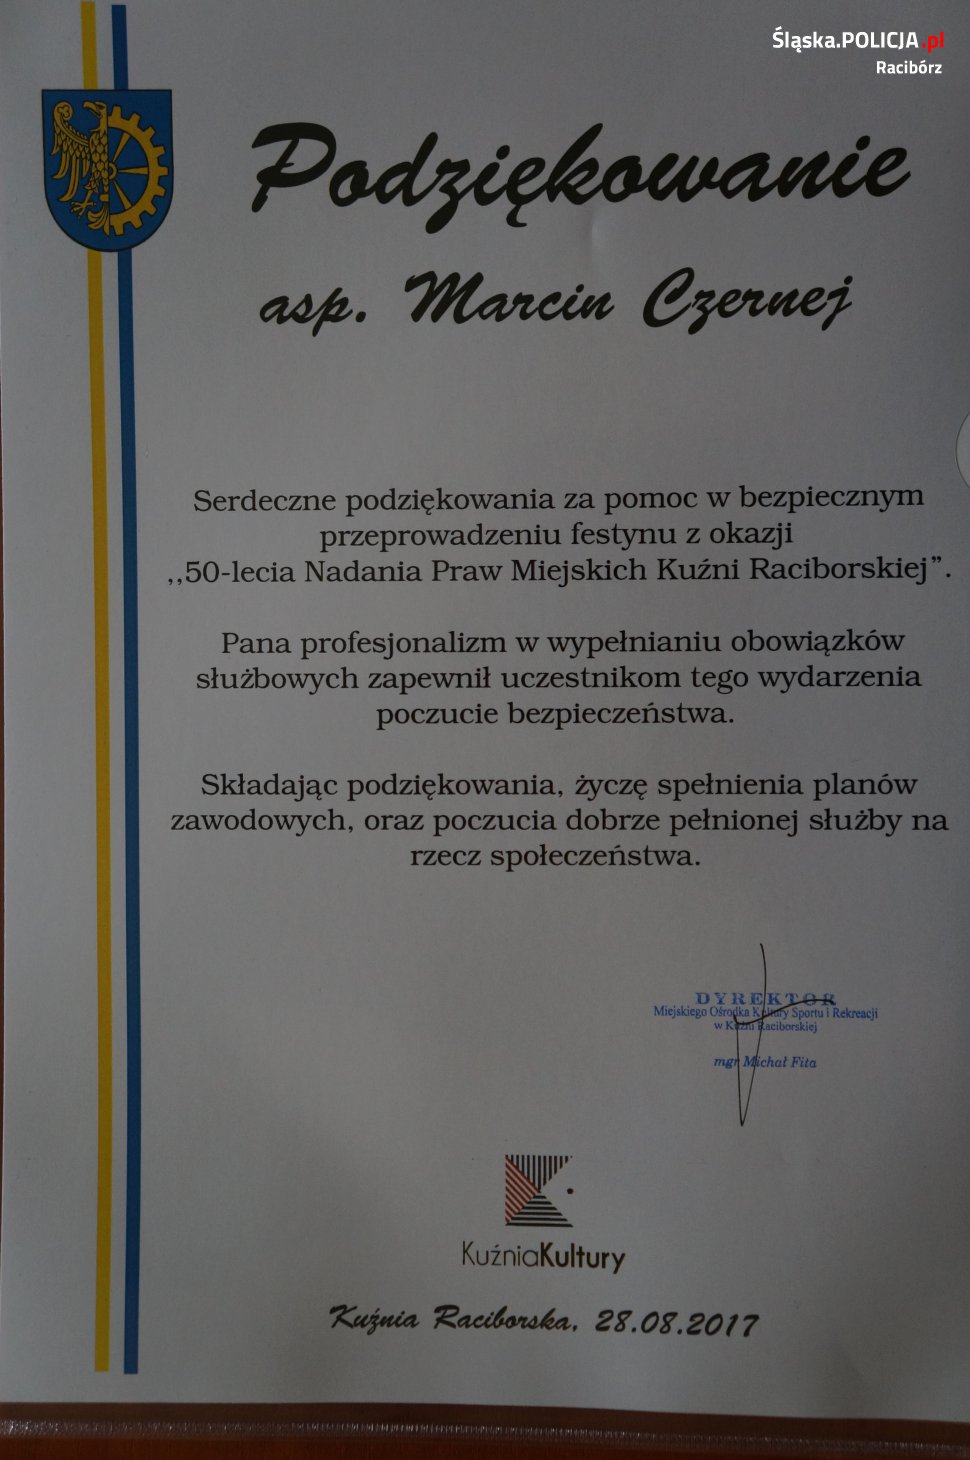 Śląska.POLICJA.pl
Racibórz
Podziękowanie
asp. Marcin Czernej
Serdeczne podziękowania za pomoc w bezpiecznym
przeprowadzeniu festynu z okazji
,,50-lecia Nadania Praw Miejskich Kuźni Raciborskiej”.
Pana profesjonalizm w wypełnianiu obowiązków
służbowych zapewnił uczestnikom tego wydarzenia
poczucie bezpieczeństwa.
Składając podziękowania, życzę spełnienia planów
zawodowych, oraz poczucia dobrze pełnionej służby na
rzecz społeczeństwa.
DYREKTOR
Miejskiego Ośrodka Kultury Sportu i Rekreacji
w Kuźni Raciborskiej
mgr Michał Fita
KuźniaKultury
Kuźnia Raciborska, 28.08.2017